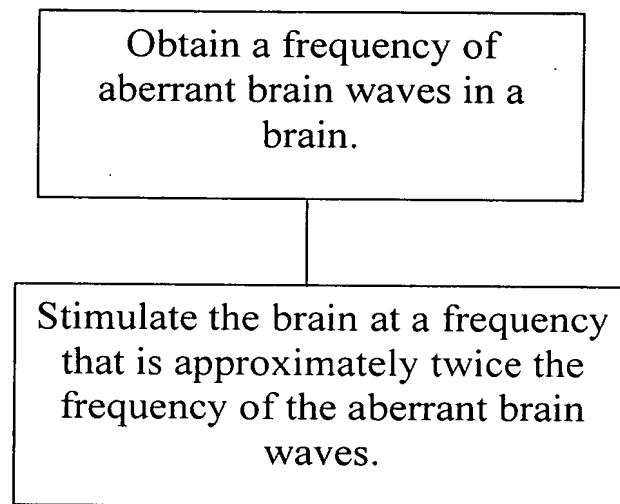 Obtain a frequency of
aberrant brain waves in a
brain.
Stimulate the brain at a frequency
that is approximately twice the
frequency of the aberrant brain
waves.